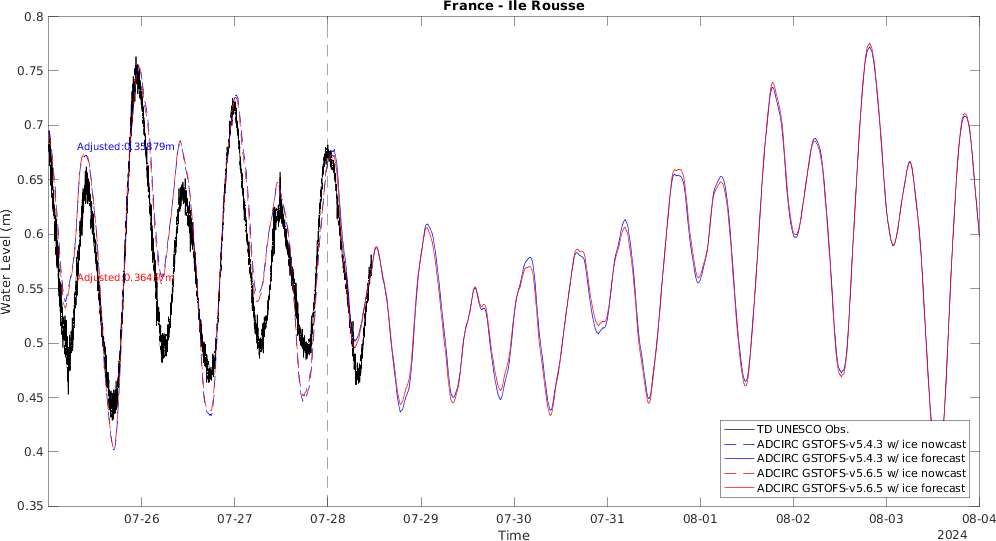 France - Ile Rousse
Water Level (m)
0.8
0.75
0.7
0.65
0.6
0.55
0.5
0.45
0.4
0.35
Adjusted:0.35879m
TD UNESCO Obs.
ADCIRC GSTOFS-v5.4.3 w/ ice nowcast
ADCIRC GSTOFS-v5.4.3 w/ ice forecast
ADCIRC GSTOFS-v5.6.5 w/ ice nowcast
ADCIRC GSTOFS-v5.6.5 w/ ice forecast
07-26
07-27
07-28
07-29
07-30
07-31
08-01
08-02
08-03
08-04
Time
2024